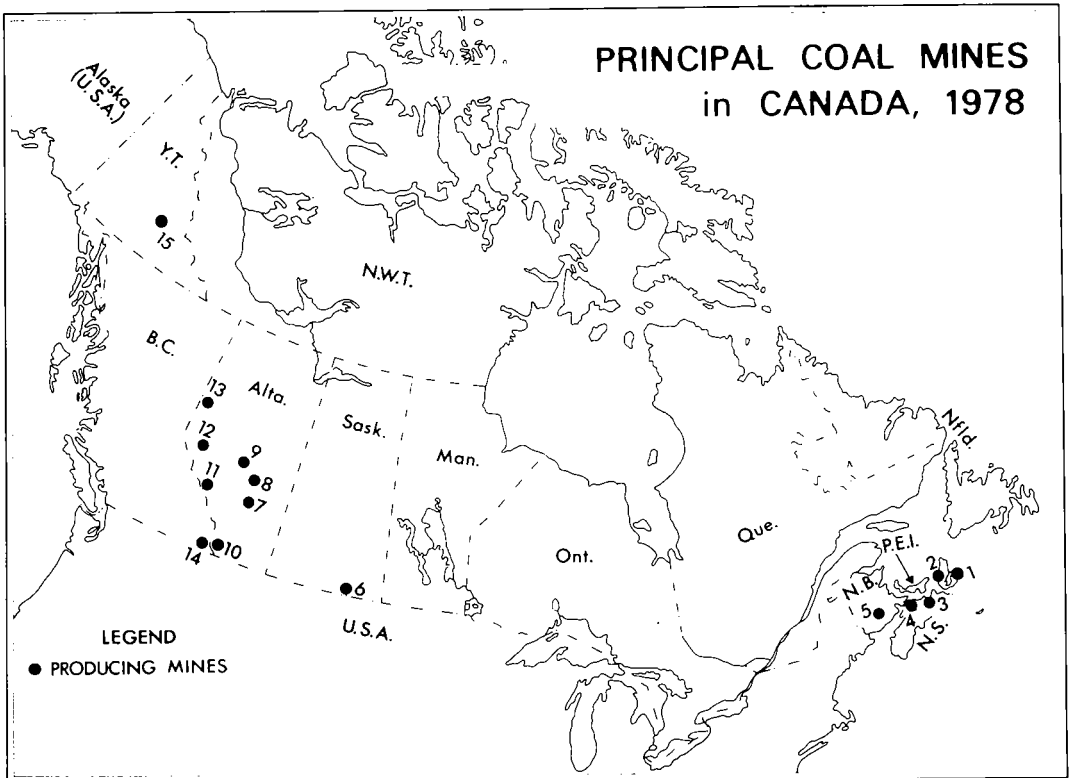 PRINCIPAL COAL MINES
in CANADA, 1978
Alaska
(U.S.A.)
Y.T.
15
N.W.T.
B.C.
13
Alta.
12
Sask.
9
Man.
11
8
7
Nfld.
Que.
Ont.
14
10
P.E.I.
2
1
6
N.B.
5
4
3
N.S.
U.S.A.
LEGEND
PRODUCING MINES